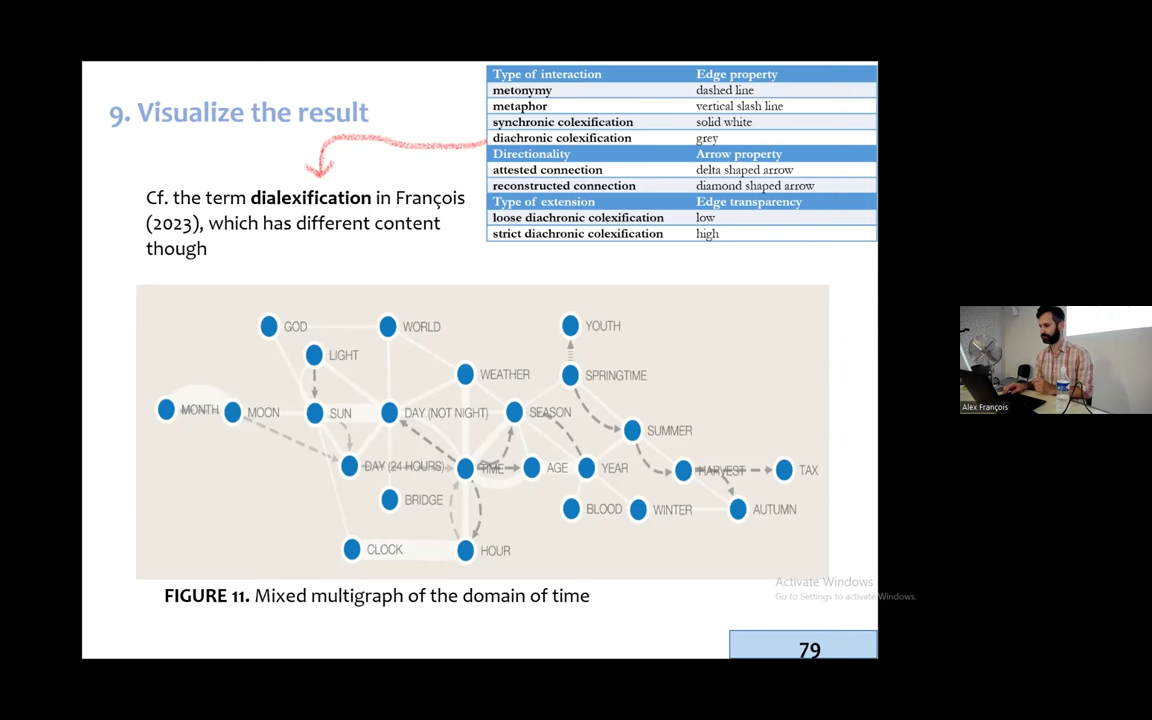 9. Visualize the result
Type of interaction Edge property
metonymy dashed line
metaphor vertical slash line
synchronic colexification solid white
diachronic colexification grey
Directionality Arrow property
attested connection delta shaped arrow
reconstructed connection diamond shaped arrow
Type of extension Edge transparency
loose diachronic colexification low
strict diachronic colexification high
Cf. the term dialexification in François
(2023), which has different content
though
GOD WORLD YOUTH
LIGHT
WEATHER SPRINGTIME
MONTH MOON SUN DAY (NOT NIGHT) SEASON
SUMMER
DAY (24 HOURS) TIME AGE YEAR HARVEST TAX
BRIDGE BLOOD WINTER AUTUMN
CLOCK HOUR
FIGURE 11. Mixed multigraph of the domain of time
79
Activate Windows
Go to Settings to activate Windows.
Alex François